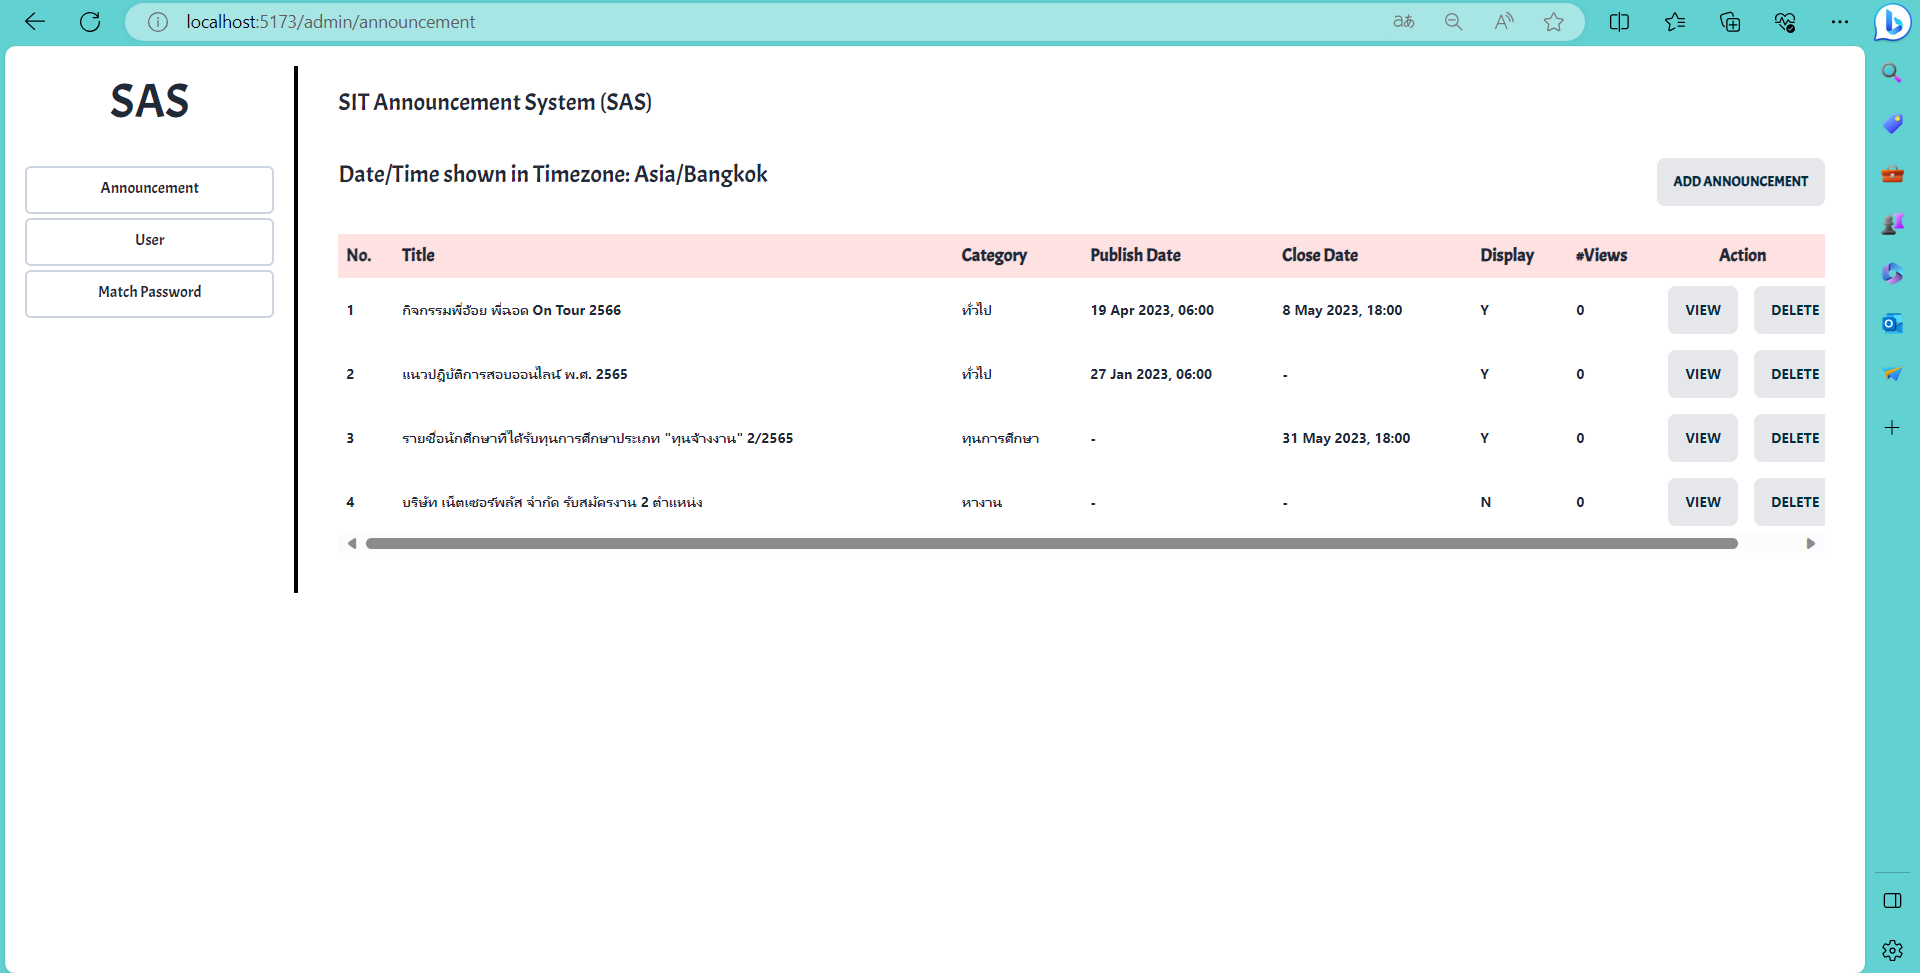 localhost:5173/admin/announcement
SAS
Announcement
User
Match Password
SIT Announcement System (SAS)
Date/Time shown in Timezone: Asia/Bangkok
ADD ANNOUNCEMENT
No. Title Category Publish Date Close Date Display #Views Action
1 กิจกรรมพี่อ้อย พี่ฉอด On Tour 2566 ทั่วไป 19 Apr 2023, 06:00 8 May 2023, 18:00 Y 0 VIEW DELETE
2 แนวปฏิบัติการสอบออนไลน์ พ.ศ. 2565 ทั่วไป 27 Jan 2023, 06:00 - Y 0 VIEW DELETE
3 รายชื่อนักศึกษาที่ได้รับทุนการศึกษาประเภท "ทุนจ้างงาน" 2/2565 ทุนการศึกษา - 31 May 2023, 18:00 Y 0 VIEW DELETE
4 บริษัท เน็ตเซอร์พลัส จำกัด รับสมัครงาน 2 ตำแหน่ง หางาน - - N 0 VIEW DELETE